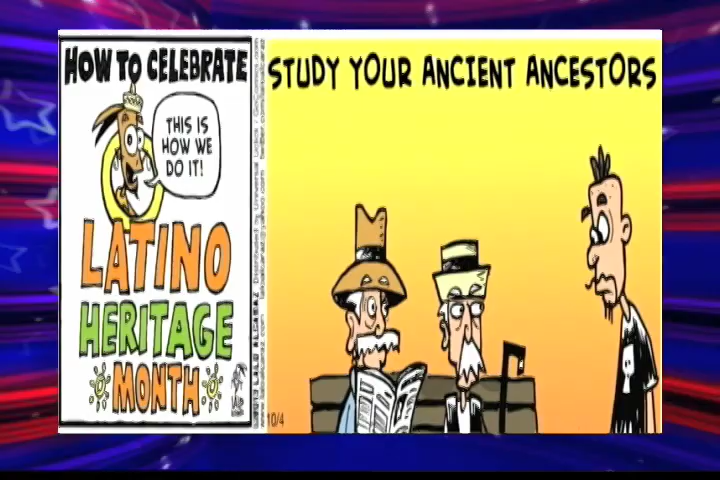 HOW TO CELEBRATE
THIS IS
HOW WE
DO IT!
LATINO
HERITAGE
MONTH
STUDY YOUR ANCIENT ANCESTORS
10/4